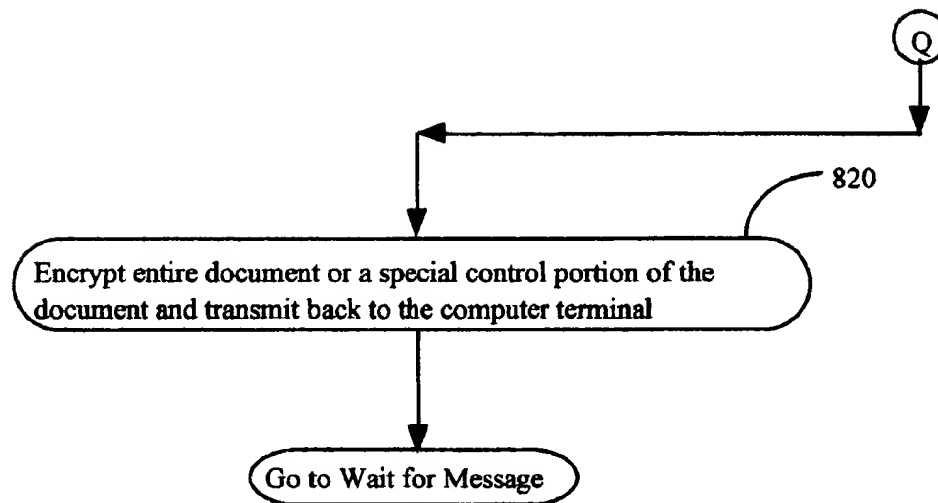 Q
820
Encrypt entire document or a special control portion of the
document and transmit back to the computer terminal
Go to Wait for Message